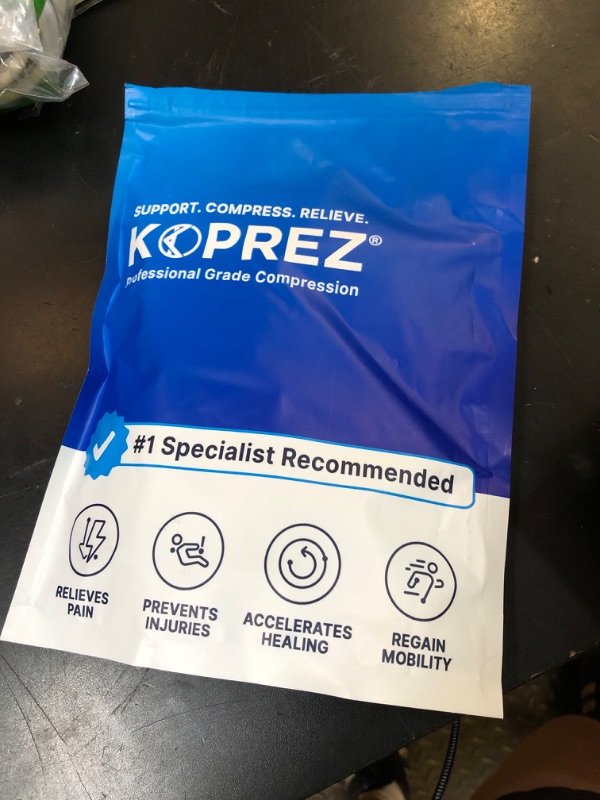 SUPPORT. COMPRESS. RELIEVE.
KOPREZ®
Professional Grade Compression
#1 Specialist Recommended
RELIEVES
PAIN
PREVENTS
INJURIES
ACCELERATES
HEALING
REGAIN
MOBILITY